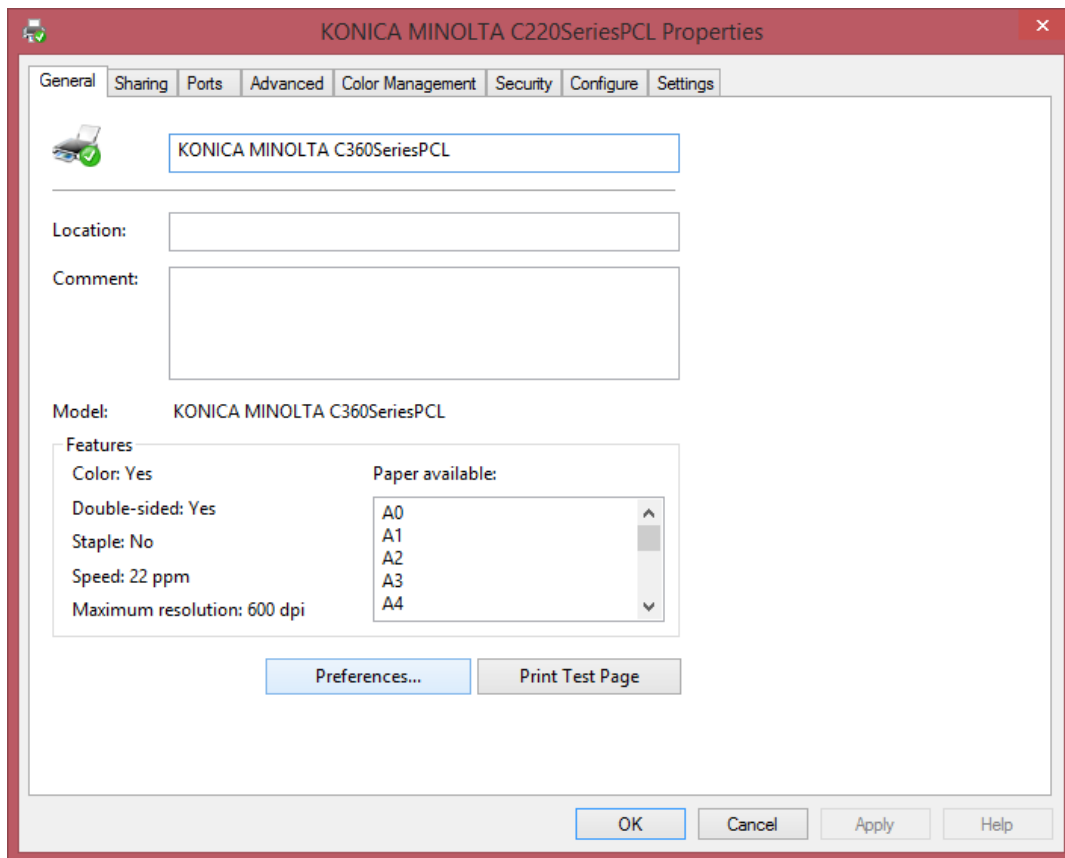 KONICA MINOLTA C220SeriesPCL Properties
General Sharing Ports Advanced Color Management Security Configure Settings
KONICA MINOLTA C360SeriesPCL
Location:
Comment:
Model: KONICA MINOLTA C360SeriesPCL
Features
Color: Yes
Double-sided: Yes
Staple: No
Speed: 22 ppm
Maximum resolution: 600 dpi
Paper available:
A0
A1
A2
A3
A4
Preferences... Print Test Page
OK Cancel Apply Help